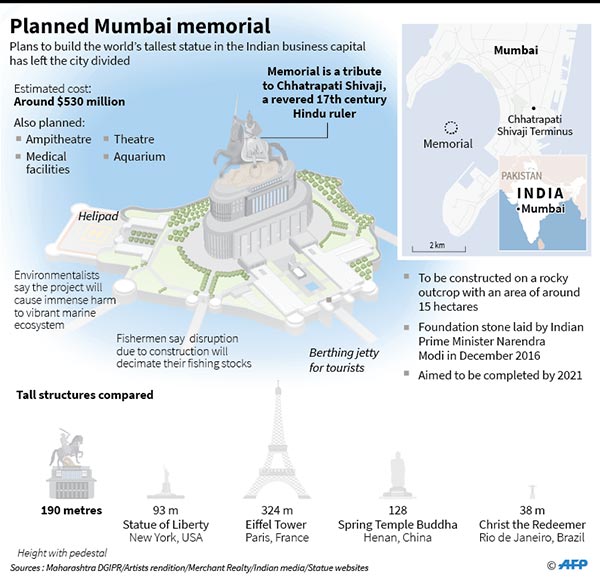 Planned Mumbai memorial
Plans to build the world's tallest statue in the Indian business capital
has left the city divided
Estimated cost:
Around $530 million
Also planned:
Ampitheatre
Theatre
Medical
facilities
Aquarium
Memorial is a tribute
to Chhatrapati Shivaji,
a revered 17th century
Hindu ruler
Mumbai
Chhatrapati
Shivaji Terminus
Memorial
PAKISTAN
INDIA
Mumbai
2 km
Helipad
Environmentalists
say the project will
cause immense harm
to vibrant marine
ecosystem
Fishermen say disruption
due to construction will
decimate their fishing stocks
Berthing jetty
for tourists
To be constructed on a rocky
outcrop with an area of around
15 hectares
Foundation stone laid by Indian
Prime Minister Narendra
Modi in December 2016
Aimed to be completed by 2021
Tall structures compared
190 metres
Height with pedestal
93 m
Statue of Liberty
New York, USA
324 m
Eiffel Tower
Paris, France
128
Spring Temple Buddha
Henan, China
38 m
Christ the Redeemer
Rio de Janeiro, Brazil
Sources : Maharashtra DGIPR/Artists rendition/Merchant Realty/Indian media/Statue websites
© AFP